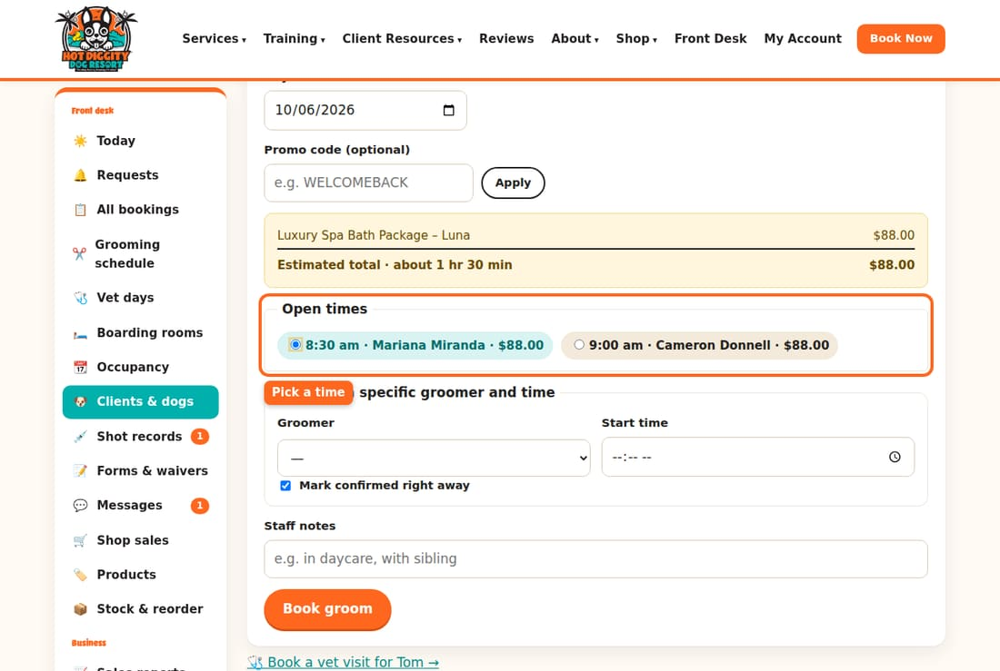 HOT DIGGITY
DOG RESORT
Services ▾
Training ▾
Client Resources ▾
Reviews
About ▾
Shop ▾
Front Desk
My Account
Book Now
Front desk
Today
Requests
All bookings
Grooming
schedule
Vet days
Boarding rooms
Occupancy
Clients & dogs
Shot records 1
Forms & waivers
Messages 1
Shop sales
Products
Stock & reorder
Business
10/06/2026
Promo code (optional)
e.g. WELCOMEBACK
Apply
Luxury Spa Bath Package – Luna $88.00
Estimated total · about 1 hr 30 min $88.00
Open times
8:30 am · Mariana Miranda · $88.00
9:00 am · Cameron Donnell · $88.00
Pick a time
specific groomer and time
Groomer
Start time
—
--:-- --
Mark confirmed right away
Staff notes
e.g. in daycare, with sibling
Book groom
Book a vet visit for Tom →